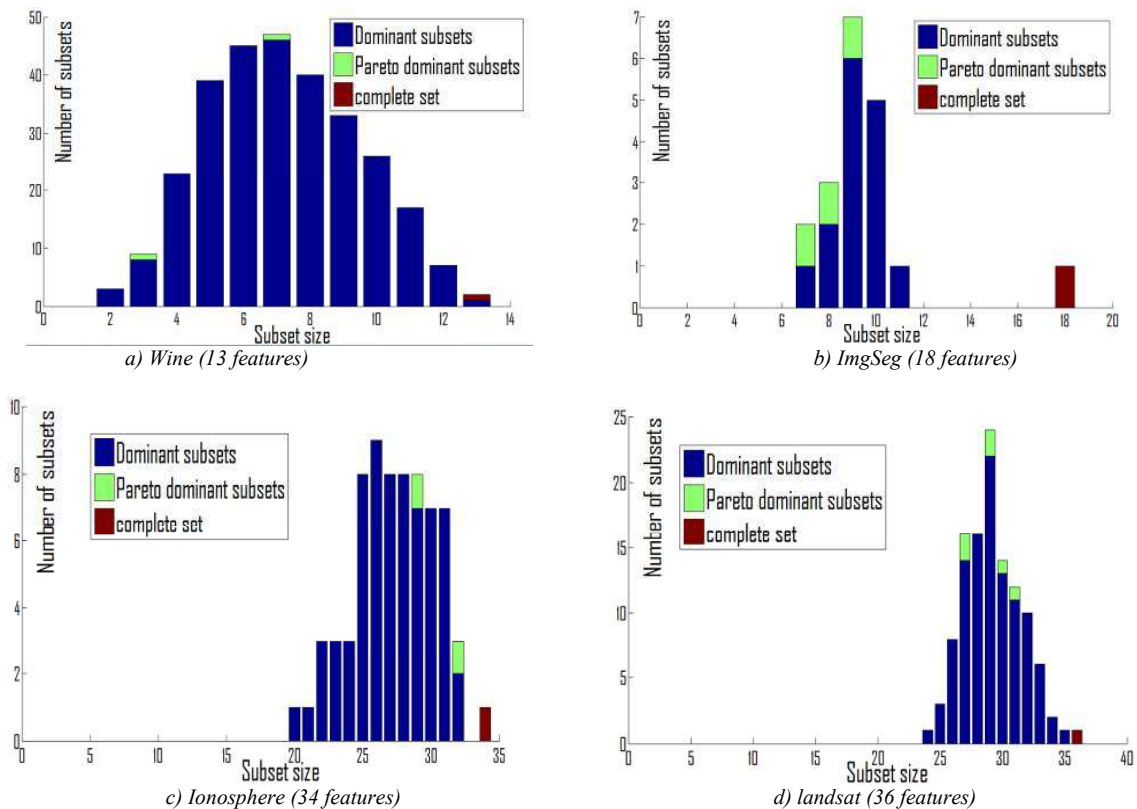 50
40
30
20
10
0
Number of subsets
Dominant subsets
Pareto dominant subsets
complete set
0 2 4 6 8 10 12 14
Subset size
a) Wine (13 features)
7
6
5
4
3
2
1
0
Number of subsets
Dominant subsets
Pareto dominant subsets
complete set
0 2 4 6 8 10 12 14 16 18 20
Subset size
b) ImgSeg (18 features)
10
8
6
4
2
0
Number of subsets
Dominant subsets
Pareto dominant subsets
complete set
0 5 10 15 20 25 30 35
Subset size
c) Ionosphere (34 features)
25
20
15
10
5
0
Number of subsets
Dominant subsets
Pareto dominant subsets
complete set
0 5 10 15 20 25 30 35 40
Subset size
d) landsat (36 features)